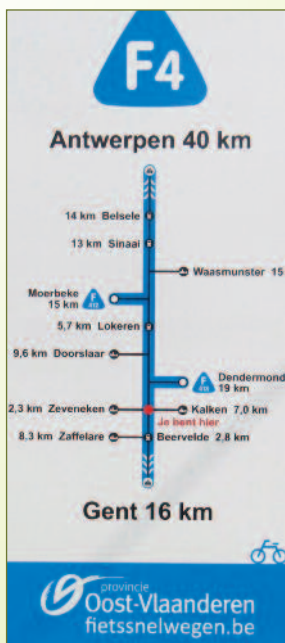 F4
Antwerpen 40 km
14 km Belsele
13 km Sinaai
Waasmunster 15
Moerbeke
15 km
F
5,7 km Lokeren
9,6 km Doorslaar
Dendermond
19 km
F
2,3 km Zeveneken
Kalken 7,0 km
Je bent hier
8.3 km Zaffelare
Beervelde 2,8 km
Gent 16 km
provincie
Oost-Vlaanderen
fietssnelwegen.be